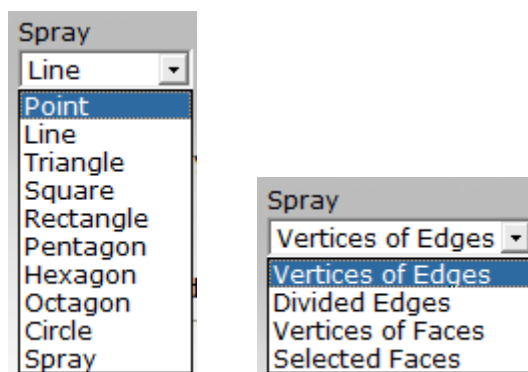 Spray
Line
Point
Line
Triangle
Square
Rectangle
Pentagon
Hexagon
Octagon
Circle
Spray
Spray
Vertices of Edges
Vertices of Edges
Divided Edges
Vertices of Faces
Selected Faces